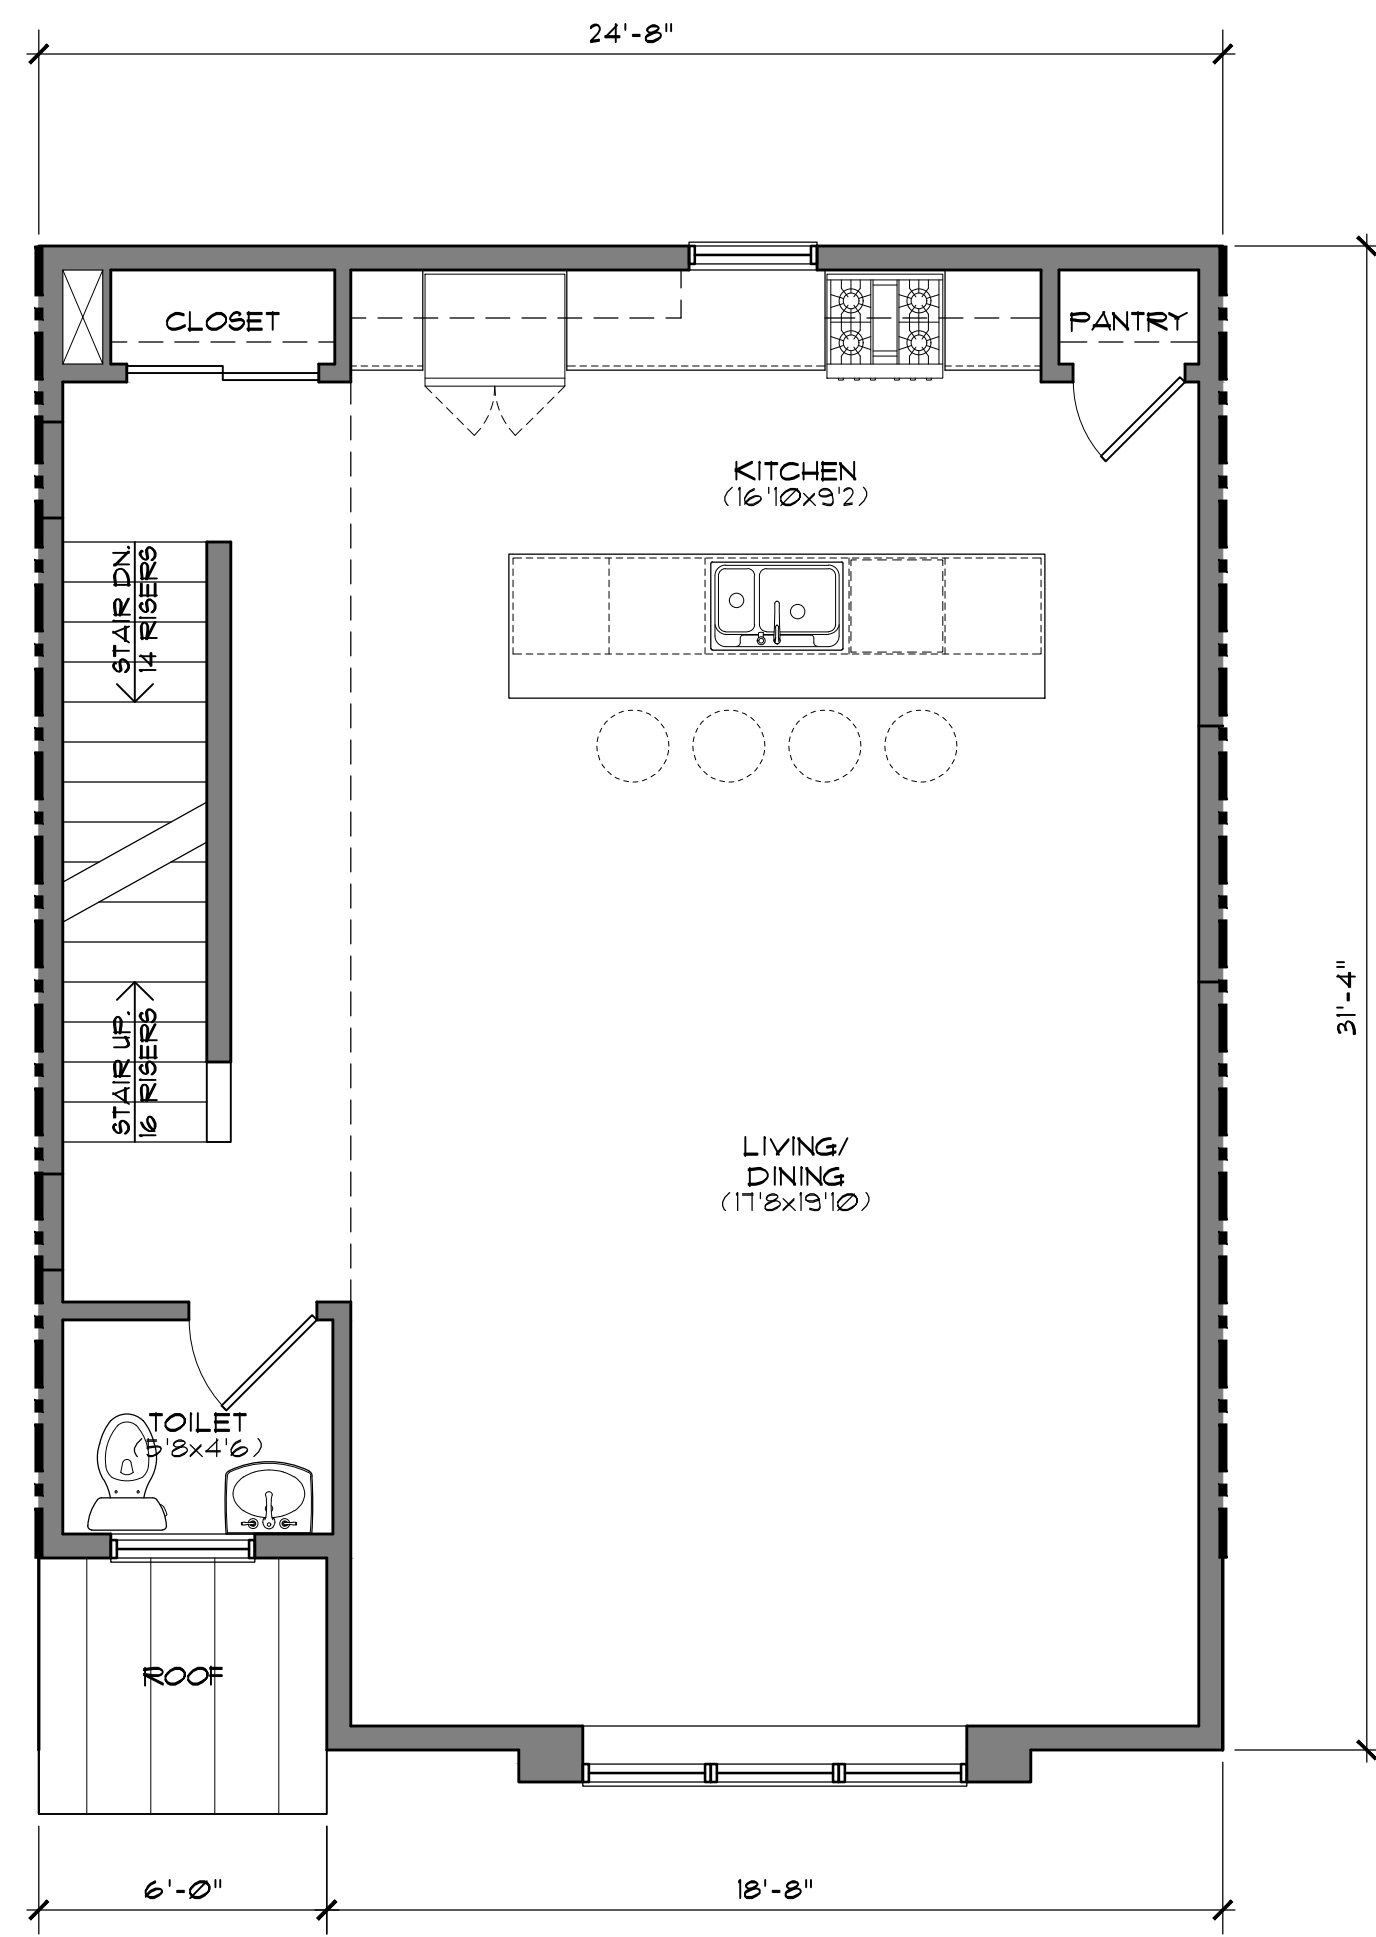 24'-8"
CLOSET
PANTRY
KITCHEN
(16'10x9'2)
STAIR DN.
14 RISERS
31'-4"
STAIR UP.
16 RISERS
LIVING/
DINING
(17'8x19'10)
TOILET
(5'8x4'6)
ROOF
6'-0"
18'-8"